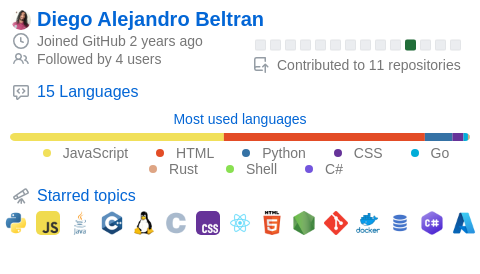 Diego Alejandro Beltran
Joined GitHub 2 years ago
Followed by 4 users
Contributed to 11 repositories
15 Languages
Most used languages
JavaScript HTML Python CSS Go
Rust Shell C#
Starred topics
JS Java C++ C CSS HTML docker C#